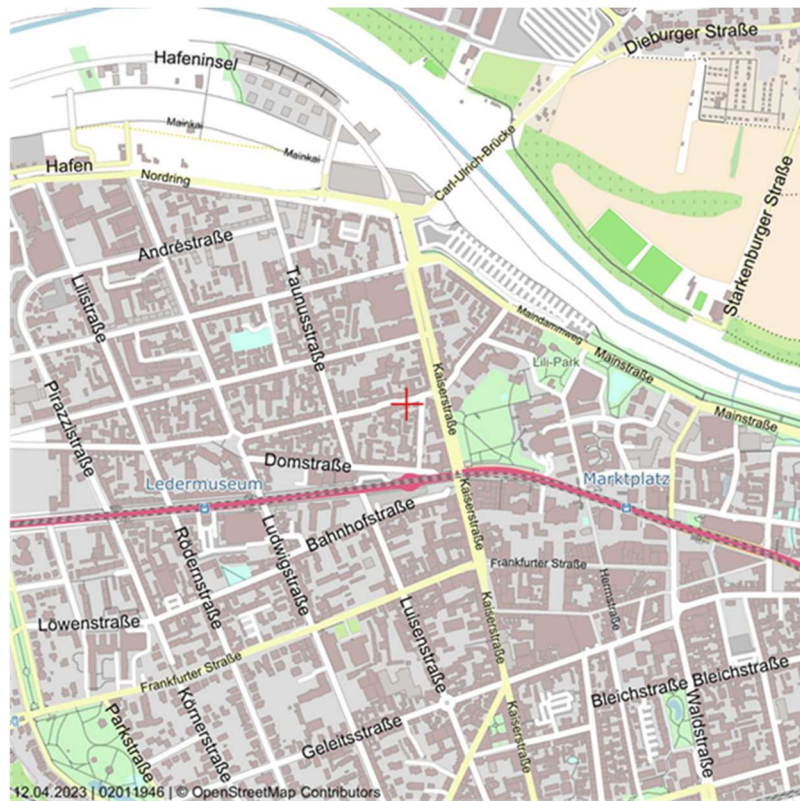 Dieburger Straße
Hafeninsel
Mainkai
Carl-Ulrich-Brücke
Mainkai
Hafen
Nordring
Starkenburger Straße
Andréstraße
Lilistraße
Taunusstraße
Maindammweg
Mainstraße
Lili-Park
Kaiserstraße
Pirazzistraße
Mainstraße
Domstraße
Ledermuseum
Marktplatz
Kaiserstraße
Bahnhofstraße
Rödernstraße
Ludwigstraße
Frankfurter Straße
Herrnstraße
Löwenstraße
Kaiserstraße
Luisenstraße
Frankfurter Straße
Bleichstraße Bleichstraße
Körnerstraße
Parkstraße
Waldstraße
Kaiserstraße
Geleitsstraße
12.04.2023 | 02011946 | © OpenStreetMap Contributors